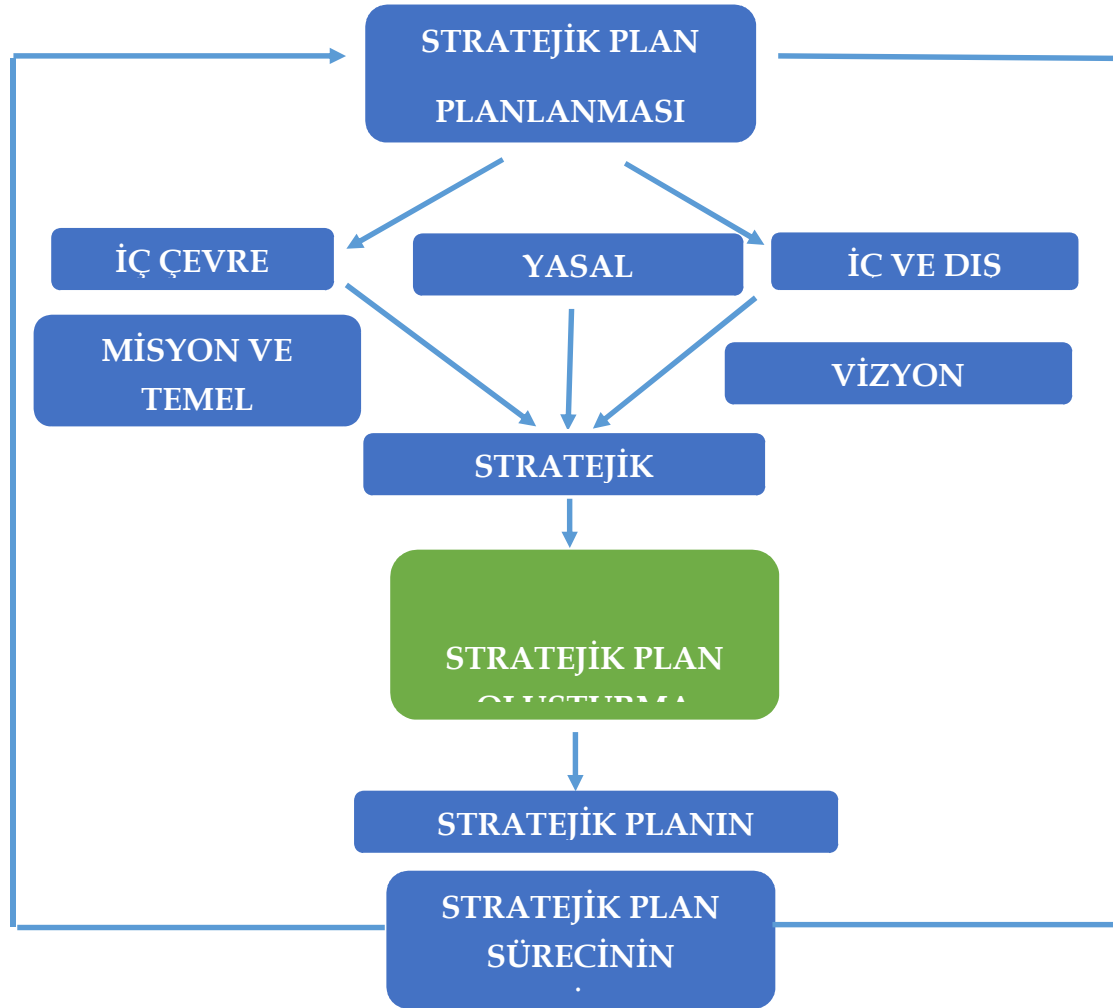 STRATEJİK PLAN
PLANLANMASI
İÇ ÇEVRE
YASAL
İÇ VE DIŞ
MİSYON VE
TEMEL
VİZYON
STRATEJİK
STRATEJİK PLAN
OLUŞTURMA
STRATEJİK PLANIN
STRATEJİK PLAN
SÜRECİNİN